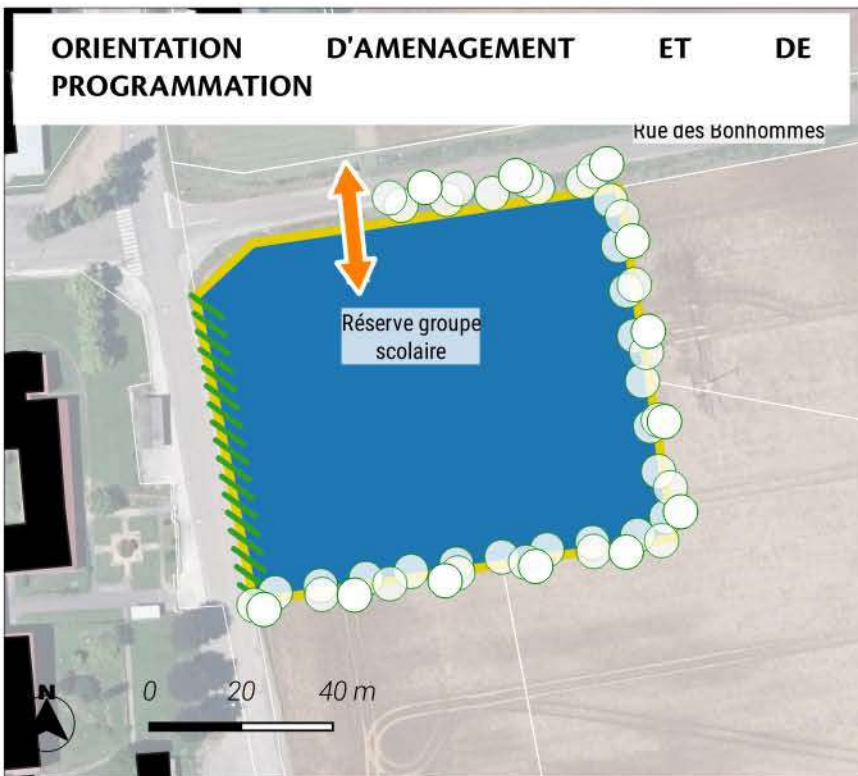 ORIENTATION D'AMENAGEMENT ET DE
PROGRAMMATION
Rue des Bonhommes
Réserve groupe
scolaire
N
0 20 40 m